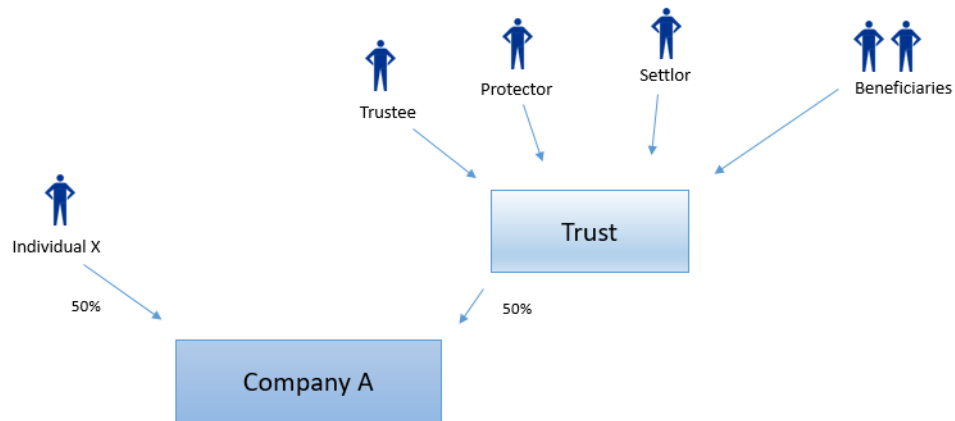 Settlor
Protector
Beneficiaries
Trustee
Trust
Individual X
50%
50%
Company A